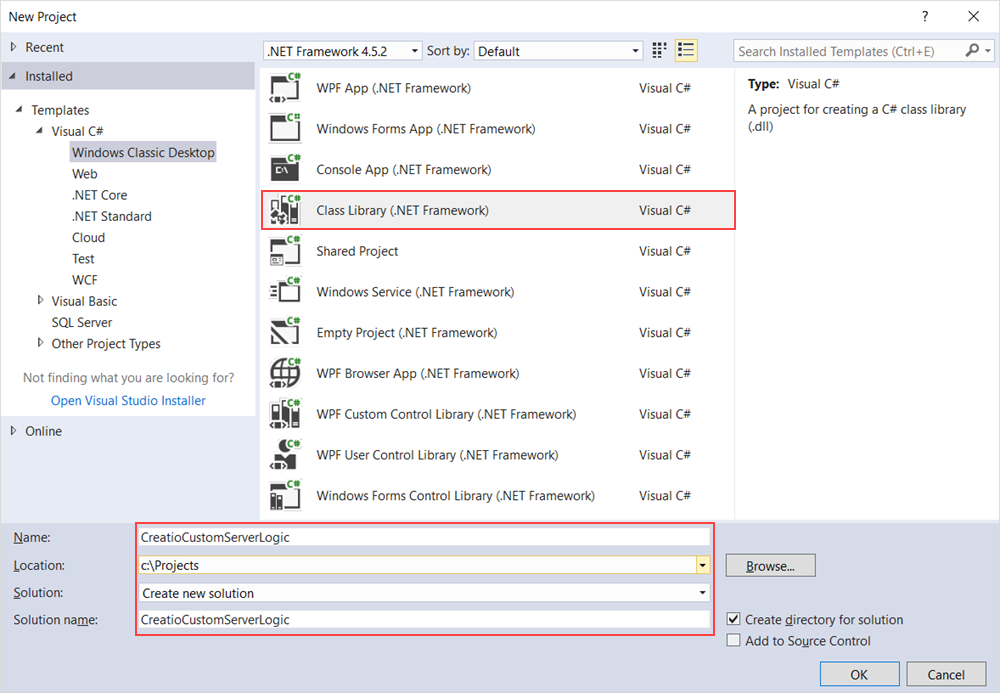 New Project
?
Recent
.NET Framework 4.5.2 Sort by: Default
Search Installed Templates (Ctrl+E)
Installed
Templates
Visual C#
Windows Classic Desktop
Web
.NET Core
.NET Standard
Cloud
Test
WCF
Visual Basic
SQL Server
Other Project Types
Not finding what you are looking for?
Open Visual Studio Installer
Online
C# WPF App (.NET Framework) Visual C#
C# Windows Forms App (.NET Framework) Visual C#
C# Console App (.NET Framework) Visual C#
C# Class Library (.NET Framework) Visual C#
C# Shared Project Visual C#
C# Windows Service (.NET Framework) Visual C#
C# Empty Project (.NET Framework) Visual C#
C# WPF Browser App (.NET Framework) Visual C#
C# WPF Custom Control Library (.NET Framework) Visual C#
C# WPF User Control Library (.NET Framework) Visual C#
C# Windows Forms Control Library (.NET Framework) Visual C#
Type: Visual C#
A project for creating a C# class library
(.dll)
Name: CreatioCustomServerLogic
Location: c:\Projects
Browse...
Solution: Create new solution
Solution name: CreatioCustomServerLogic
Create directory for solution
Add to Source Control
OK Cancel